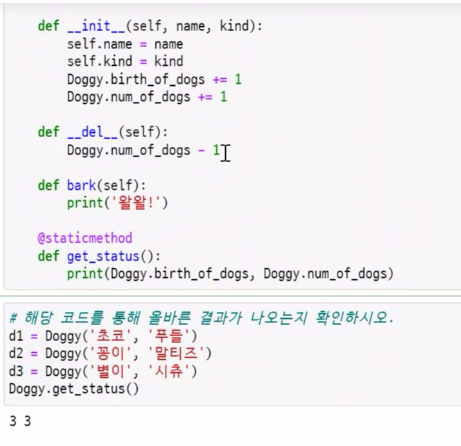 def __init__(self, name, kind):
self.name = name
self.kind = kind
Doggy.birth_of_dogs += 1
Doggy.num_of_dogs += 1
def __del__(self):
Doggy.num_of_dogs - 1
def bark(self):
print('왈왈!')
@staticmethod
def get_status():
print(Doggy.birth_of_dogs, Doggy.num_of_dogs)
# 해당 코드를 통해 올바른 결과가 나오는지 확인하시오.
d1 = Doggy('초코', '푸들')
d2 = Doggy('꽁이', '말티즈')
d3 = Doggy('별이', '시츄')
Doggy.get_status()
3 3